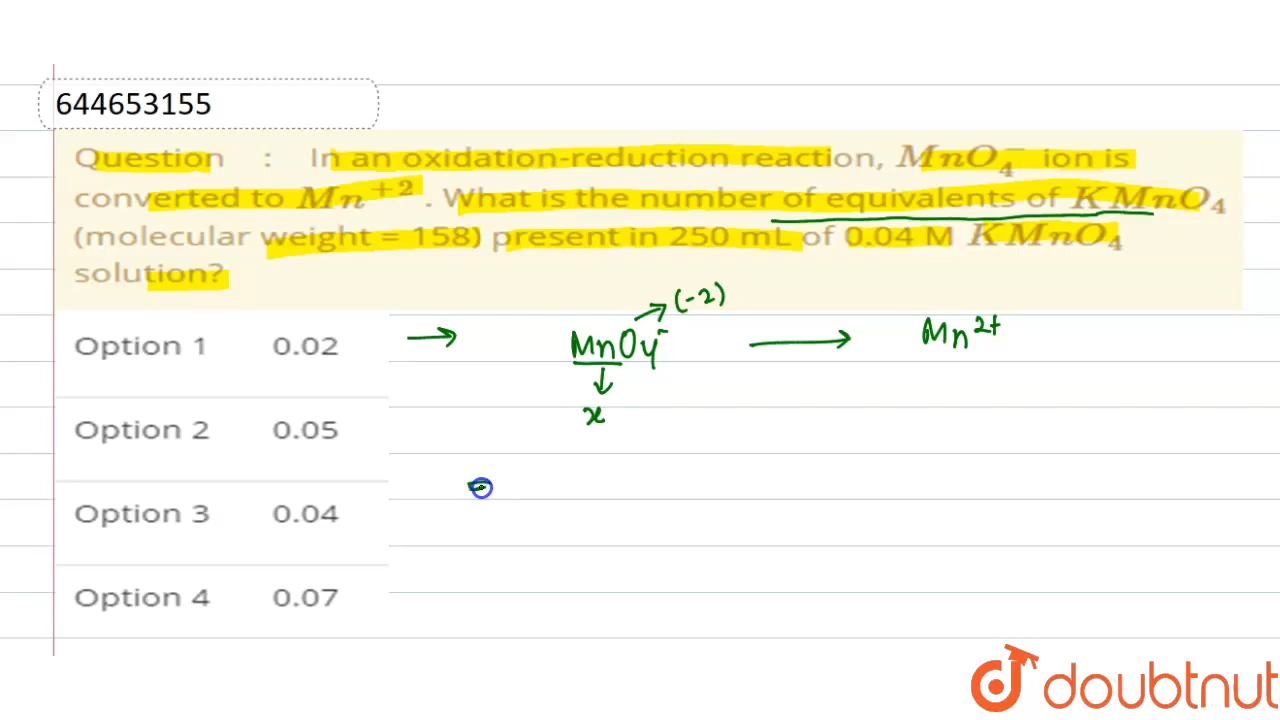 644653155
Question : In an oxidation-reduction reaction, MnO₄⁻ ion is
converted to Mn⁺². What is the number of equivalents of KMnO₄
(molecular weight = 158) present in 250 mL of 0.04 M KMnO₄
solution?
(-2)
Option 1 0.02 → MnO4⁻ → Mn²⁺
x
Option 2 0.05
Option 3 0.04
Option 4 0.07
doubtnut